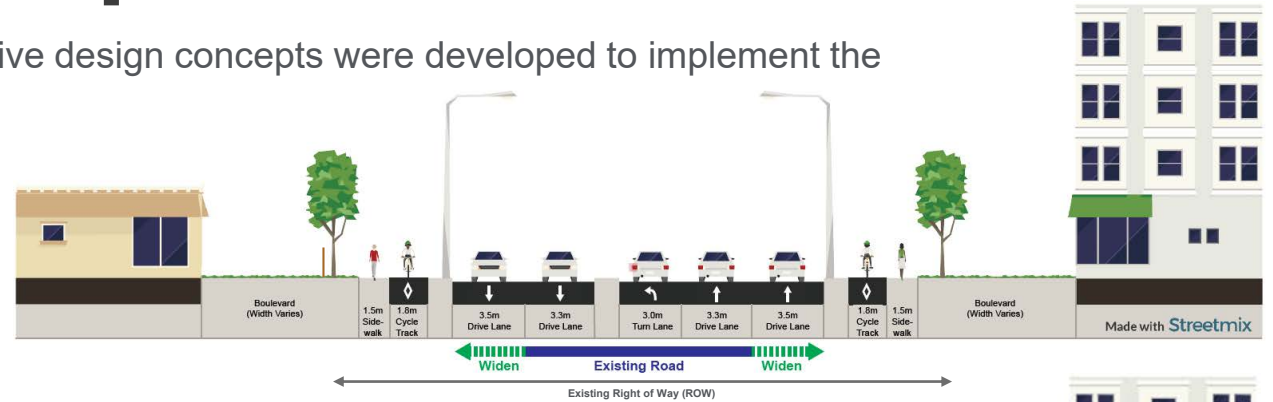 ive design concepts were developed to implement the
Boulevard
(Width Varies)
1.5m
Side-
walk
1.8m
Cycle
Track
3.5m
Drive Lane
3.3m
Drive Lane
3.0m
Turn Lane
3.3m
Drive Lane
3.5m
Drive Lane
1.8m
Cycle
Track
1.5m
Side-
walk
Boulevard
(Width Varies)
Made with Streetmix
Widen
Existing Road
Widen
Existing Right of Way (ROW)